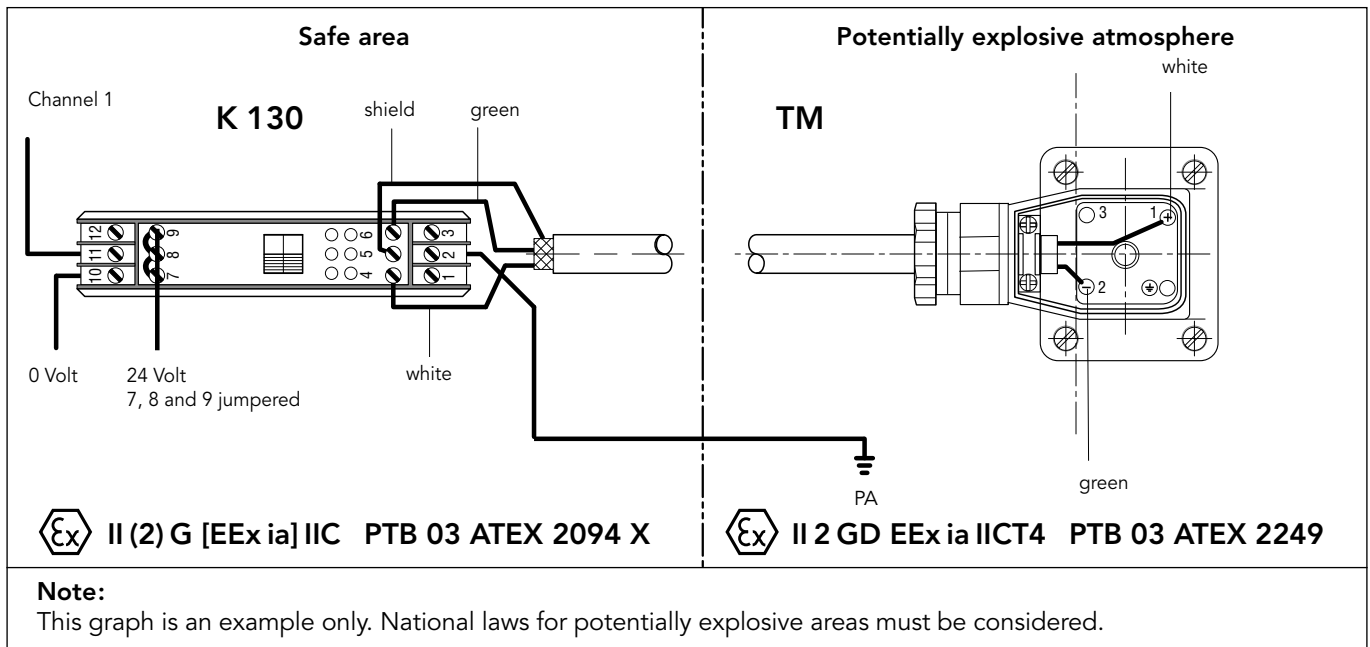 Safe area
Potentially explosive atmosphere
white
Channel 1
K 130
shield
green
TM
12
11
10
9
8
7
6
5
4
3
2
1
3
1
+
-
2
0 Volt
24 Volt
7, 8 and 9 jumpered
white
green
PA
Ex II (2) G [EEx ia] IIC PTB 03 ATEX 2094 X
Ex II 2 GD EEx ia IICT4 PTB 03 ATEX 2249
Note:
This graph is an example only. National laws for potentially explosive areas must be considered.